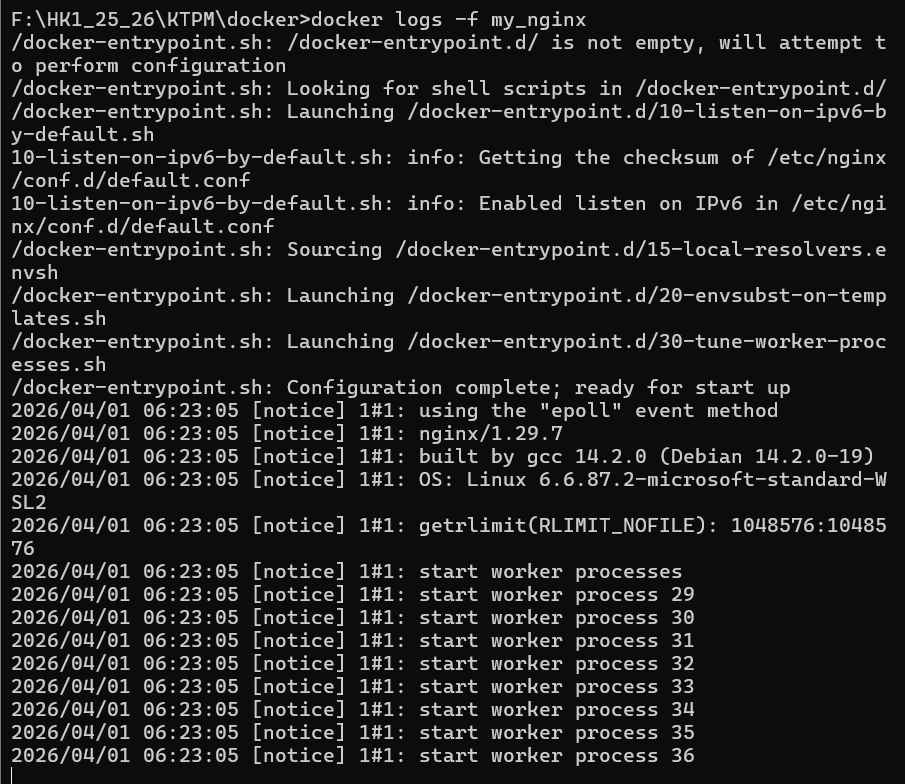 F:\HK1_25_26\KTPM\docker>docker logs -f my_nginx
/docker-entrypoint.sh: /docker-entrypoint.d/ is not empty, will attempt t
o perform configuration
/docker-entrypoint.sh: Looking for shell scripts in /docker-entrypoint.d/
/docker-entrypoint.sh: Launching /docker-entrypoint.d/10-listen-on-ipv6-b
y-default.sh
10-listen-on-ipv6-by-default.sh: info: Getting the checksum of /etc/nginx
/conf.d/default.conf
10-listen-on-ipv6-by-default.sh: info: Enabled listen on IPv6 in /etc/ngi
nx/conf.d/default.conf
/docker-entrypoint.sh: Sourcing /docker-entrypoint.d/15-local-resolvers.e
nvsh
/docker-entrypoint.sh: Launching /docker-entrypoint.d/20-envsubst-on-temp
lates.sh
/docker-entrypoint.sh: Launching /docker-entrypoint.d/30-tune-worker-proc
esses.sh
/docker-entrypoint.sh: Configuration complete; ready for start up
2026/04/01 06:23:05 [notice] 1#1: using the "epoll" event method
2026/04/01 06:23:05 [notice] 1#1: nginx/1.29.7
2026/04/01 06:23:05 [notice] 1#1: built by gcc 14.2.0 (Debian 14.2.0-19)
2026/04/01 06:23:05 [notice] 1#1: OS: Linux 6.6.87.2-microsoft-standard-W
SL2
2026/04/01 06:23:05 [notice] 1#1: getrlimit(RLIMIT_NOFILE): 1048576:10485
76
2026/04/01 06:23:05 [notice] 1#1: start worker processes
2026/04/01 06:23:05 [notice] 1#1: start worker process 29
2026/04/01 06:23:05 [notice] 1#1: start worker process 30
2026/04/01 06:23:05 [notice] 1#1: start worker process 31
2026/04/01 06:23:05 [notice] 1#1: start worker process 32
2026/04/01 06:23:05 [notice] 1#1: start worker process 33
2026/04/01 06:23:05 [notice] 1#1: start worker process 34
2026/04/01 06:23:05 [notice] 1#1: start worker process 35
2026/04/01 06:23:05 [notice] 1#1: start worker process 36